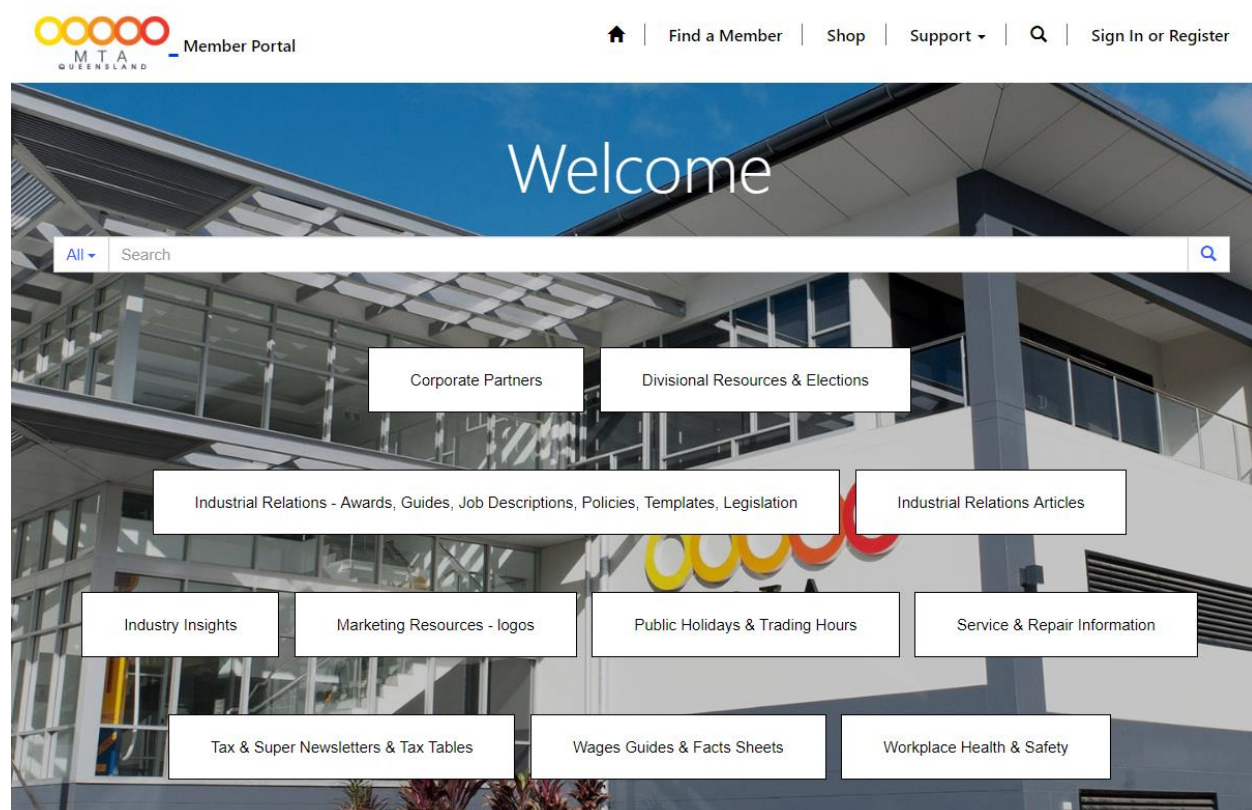 MTA
QUEENSLAND
Member Portal
Find a Member
Shop
Support
Sign In or Register
Welcome
All
Search
Corporate Partners
Divisional Resources & Elections
Industrial Relations - Awards, Guides, Job Descriptions, Policies, Templates, Legislation
Industrial Relations Articles
Industry Insights
Marketing Resources - logos
Public Holidays & Trading Hours
Service & Repair Information
Tax & Super Newsletters & Tax Tables
Wages Guides & Facts Sheets
Workplace Health & Safety